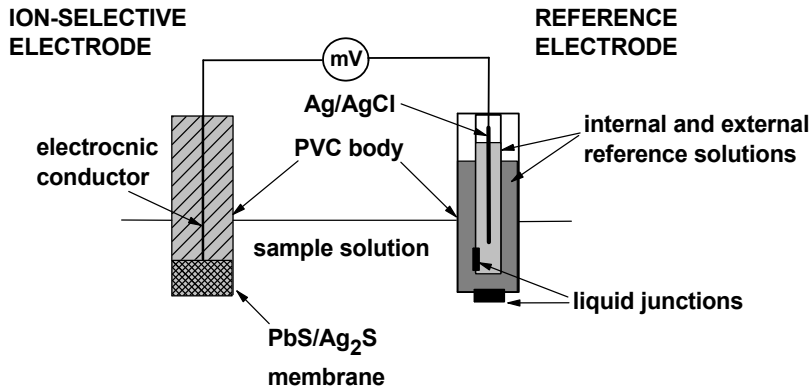 ION-SELECTIVE
ELECTRODE
REFERENCE
ELECTRODE
mV
Ag/AgCl
PVC body
electrocnic
conductor
internal and external
reference solutions
sample solution
liquid junctions
PbS/Ag₂S
membrane